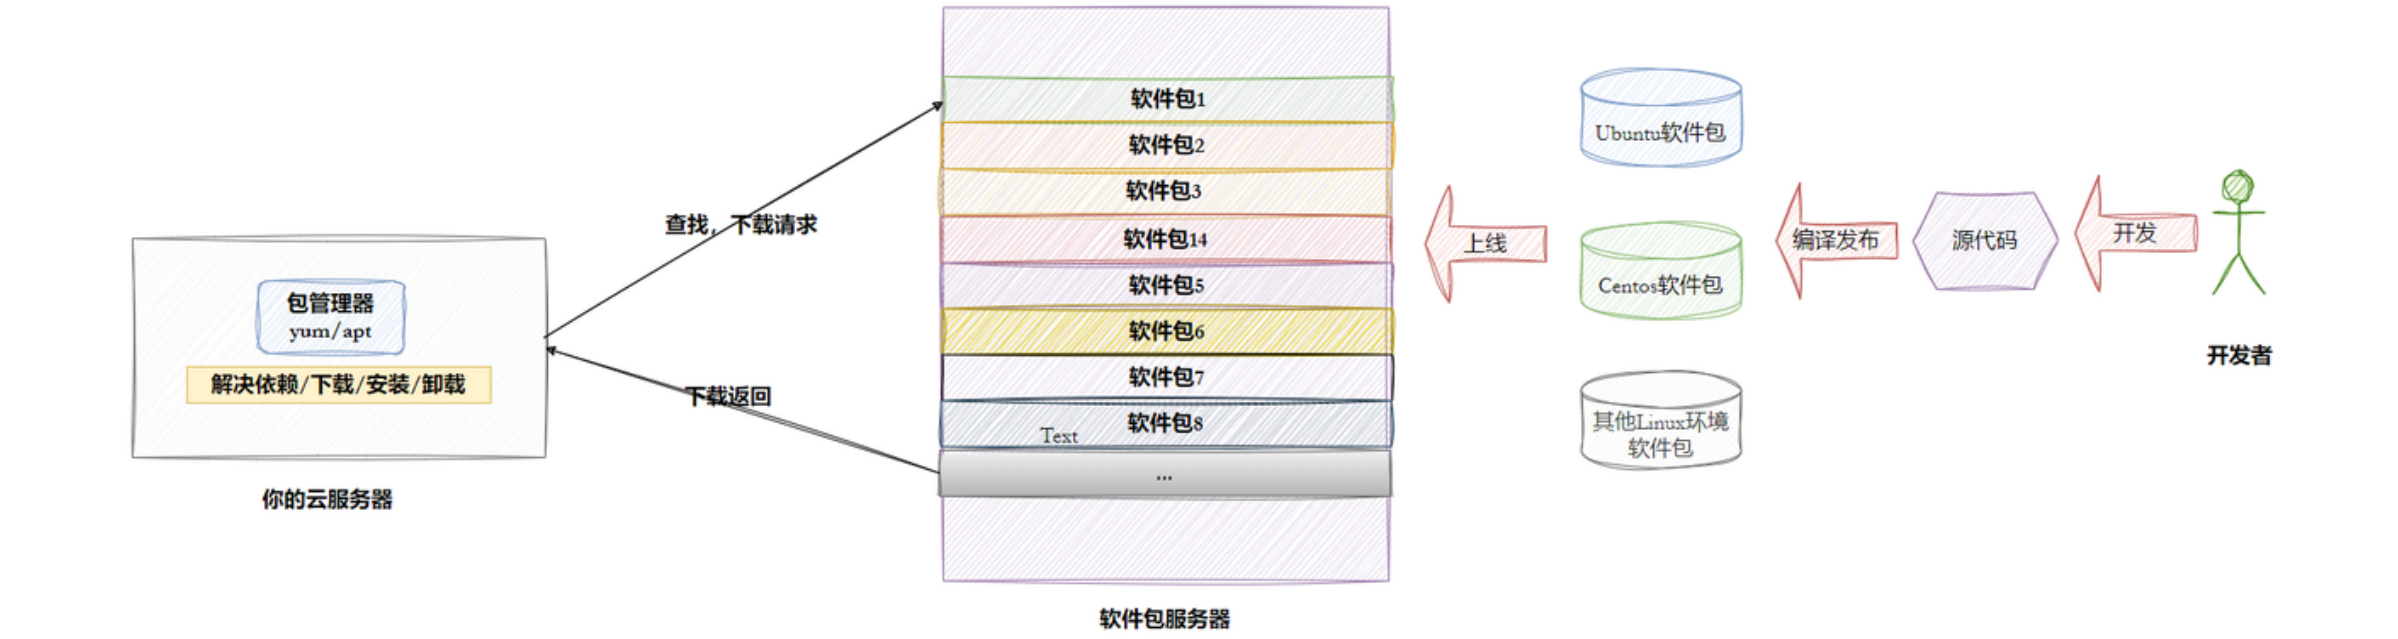 包管理器
yum/apt
解决依赖/下载/安装/卸载
你的云服务器
查找，下载请求
下载返回
软件包1
软件包2
软件包3
软件包14
软件包5
软件包6
软件包7
软件包8
Text
...
软件包服务器
上线
Ubuntu软件包
Centos软件包
其他Linux环境
软件包
编译发布
源代码
开发
开发者